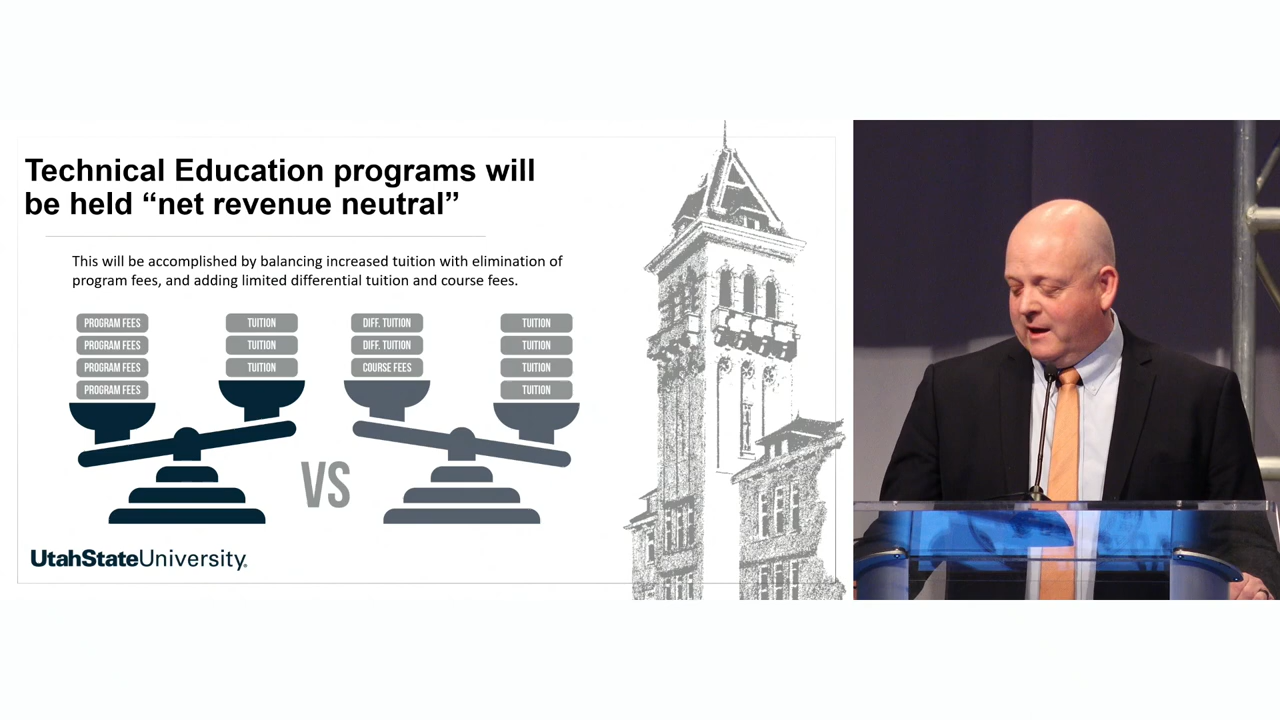 Technical Education programs will
be held “net revenue neutral”
This will be accomplished by balancing increased tuition with elimination of
program fees, and adding limited differential tuition and course fees.
PROGRAM FEES
PROGRAM FEES
PROGRAM FEES
PROGRAM FEES
TUITION
TUITION
TUITION
VS
DIFF. TUITION
DIFF. TUITION
COURSE FEES
TUITION
TUITION
TUITION
TUITION
UtahStateUniversity®